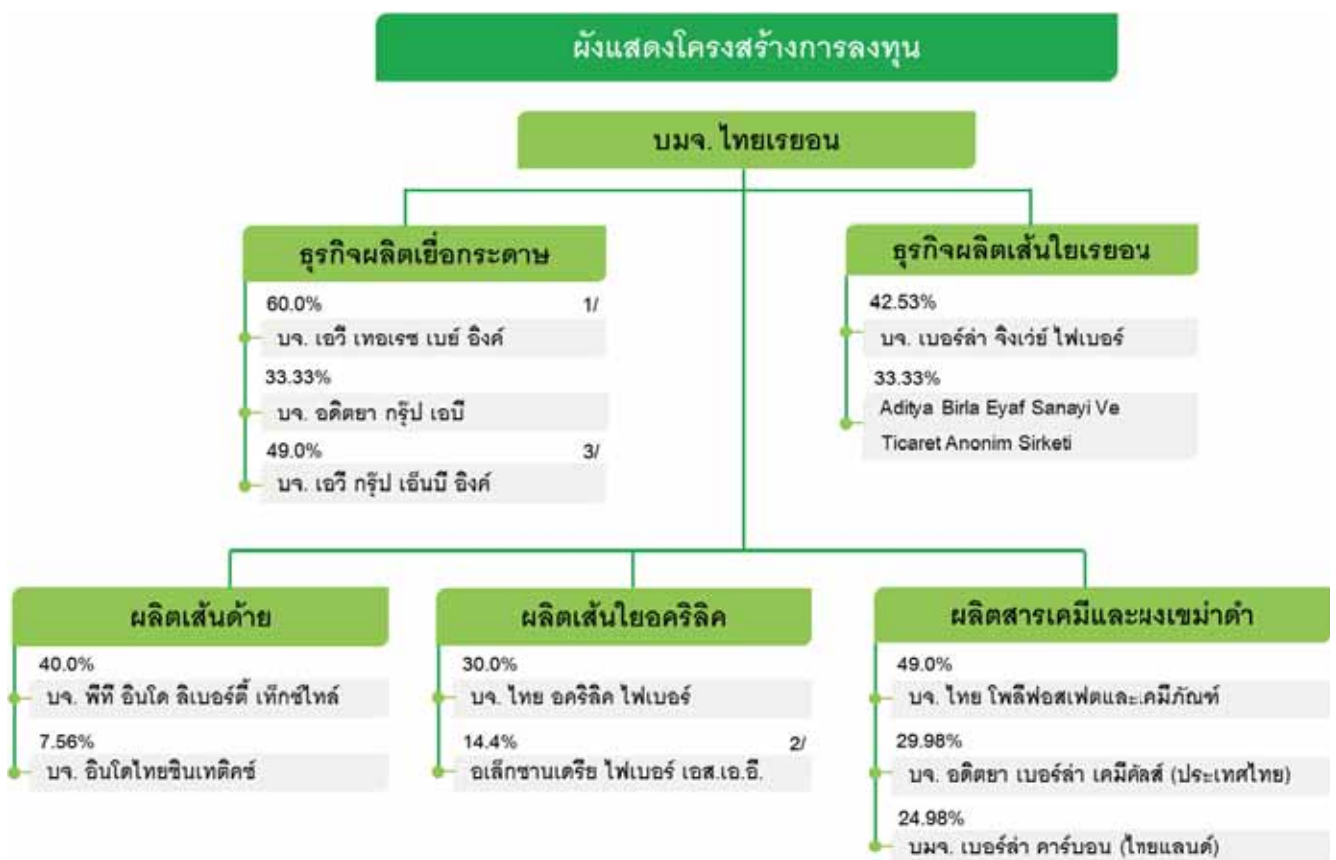 ผังแสดงโครงสร้างการลงทุน
บมจ. ไทยเรยอน
ธุรกิจผลิตเยื่อกระดาษ
60.0% 1/
บจ. เอวี เทอเรซ เบย์ อิงค์
33.33%
บจ. อดิตยา กรุ๊ป เอบี
49.0% 3/
บจ. เอวี กรุ๊ป เอ็นบี อิงค์
ธุรกิจผลิตเส้นใยเรยอน
42.53%
บจ. เบอร์ล่า จิงเว่ย์ ไฟเบอร์
33.33%
Aditya Birla Eyaf Sanayi Ve
Ticaret Anonim Sirketi
ผลิตเส้นด้าย
40.0%
บจ. พีที อินโด ลิเบอร์ตี้ เท็กซ์ไทล์
7.56%
บจ. อินโดไทยซินเทติคซ์
ผลิตเส้นใยอคริลิค
30.0%
บจ. ไทย อคริลิค ไฟเบอร์
14.4% 2/
อเล็กซานเดรีย ไฟเบอร์ เอส.เอ.อี.
ผลิตสารเคมีและผงเขม่าดำ
49.0%
บจ. ไทย โพลีฟอสเฟตและเคมีภัณฑ์
29.98%
บจ. อดิตยา เบอร์ล่า เคมีคัลส์ (ประเทศไทย)
24.98%
บมจ. เบอร์ล่า คาร์บอน (ไทยแลนด์)